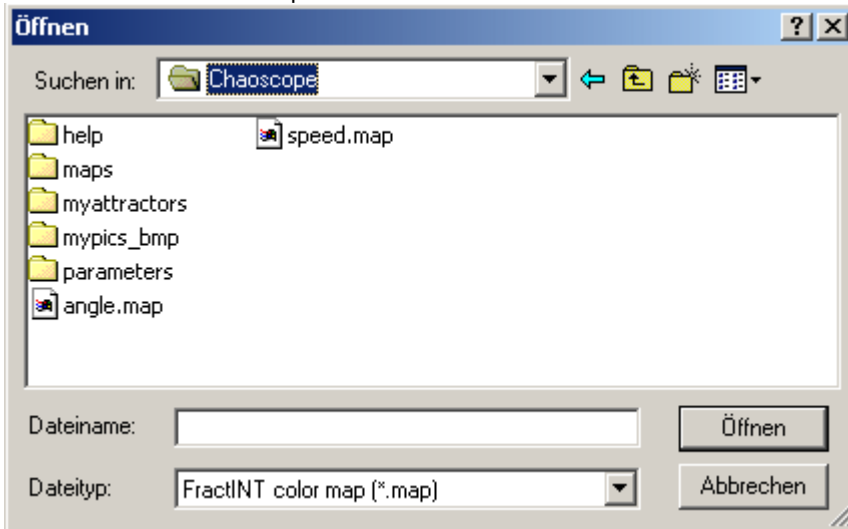 Öffnen
Suchen in: Chaoscope
help speed.map
maps
myattractors
mypics_bmp
parameters
angle.map
Dateiname: Öffnen
Dateityp: FractINT color map (*.map) Abbrechen